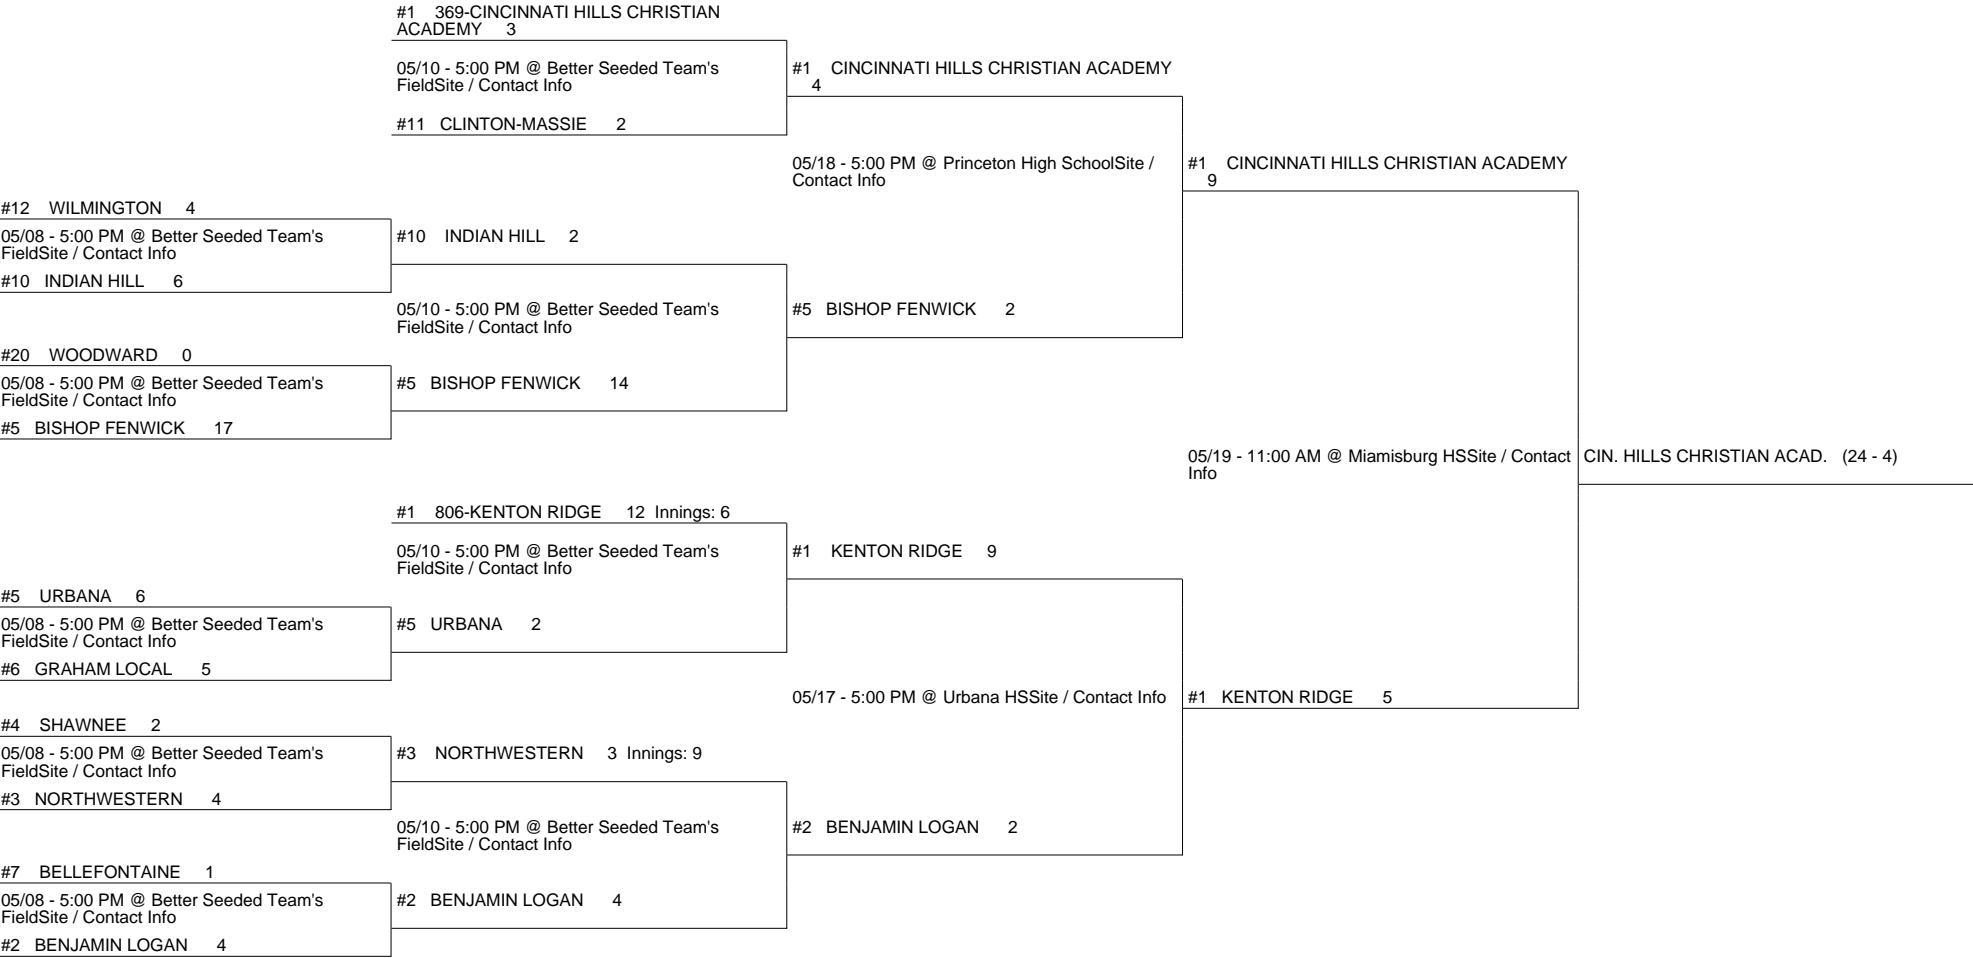 #1 369-CINCINNATI HILLS CHRISTIAN
ACADEMY 3
05/10 - 5:00 PM @ Better Seeded Team's
FieldSite / Contact Info
#11 CLINTON-MASSIE 2
#12 WILMINGTON 4
05/08 - 5:00 PM @ Better Seeded Team's
FieldSite / Contact Info
#10 INDIAN HILL 6
#10 INDIAN HILL 2
05/10 - 5:00 PM @ Better Seeded Team's
FieldSite / Contact Info
#20 WOODWARD 0
05/08 - 5:00 PM @ Better Seeded Team's
FieldSite / Contact Info
#5 BISHOP FENWICK 17
#5 BISHOP FENWICK 14
#1 CINCINNATI HILLS CHRISTIAN ACADEMY
4
05/18 - 5:00 PM @ Princeton High SchoolSite /
Contact Info
#5 BISHOP FENWICK 2
#1 CINCINNATI HILLS CHRISTIAN ACADEMY
9
05/19 - 11:00 AM @ Miamisburg HSSite / Contact
Info
CIN. HILLS CHRISTIAN ACAD. (24 - 4)
#1 806-KENTON RIDGE 12 Innings: 6
05/10 - 5:00 PM @ Better Seeded Team's
FieldSite / Contact Info
#5 URBANA 6
05/08 - 5:00 PM @ Better Seeded Team's
FieldSite / Contact Info
#6 GRAHAM LOCAL 5
#5 URBANA 2
#4 SHAWNEE 2
05/08 - 5:00 PM @ Better Seeded Team's
FieldSite / Contact Info
#3 NORTHWESTERN 4
#3 NORTHWESTERN 3 Innings: 9
05/10 - 5:00 PM @ Better Seeded Team's
FieldSite / Contact Info
#7 BELLEFONTAINE 1
05/08 - 5:00 PM @ Better Seeded Team's
FieldSite / Contact Info
#2 BENJAMIN LOGAN 4
#2 BENJAMIN LOGAN 4
#1 KENTON RIDGE 9
05/17 - 5:00 PM @ Urbana HSSite / Contact Info
#2 BENJAMIN LOGAN 2
#1 KENTON RIDGE 5